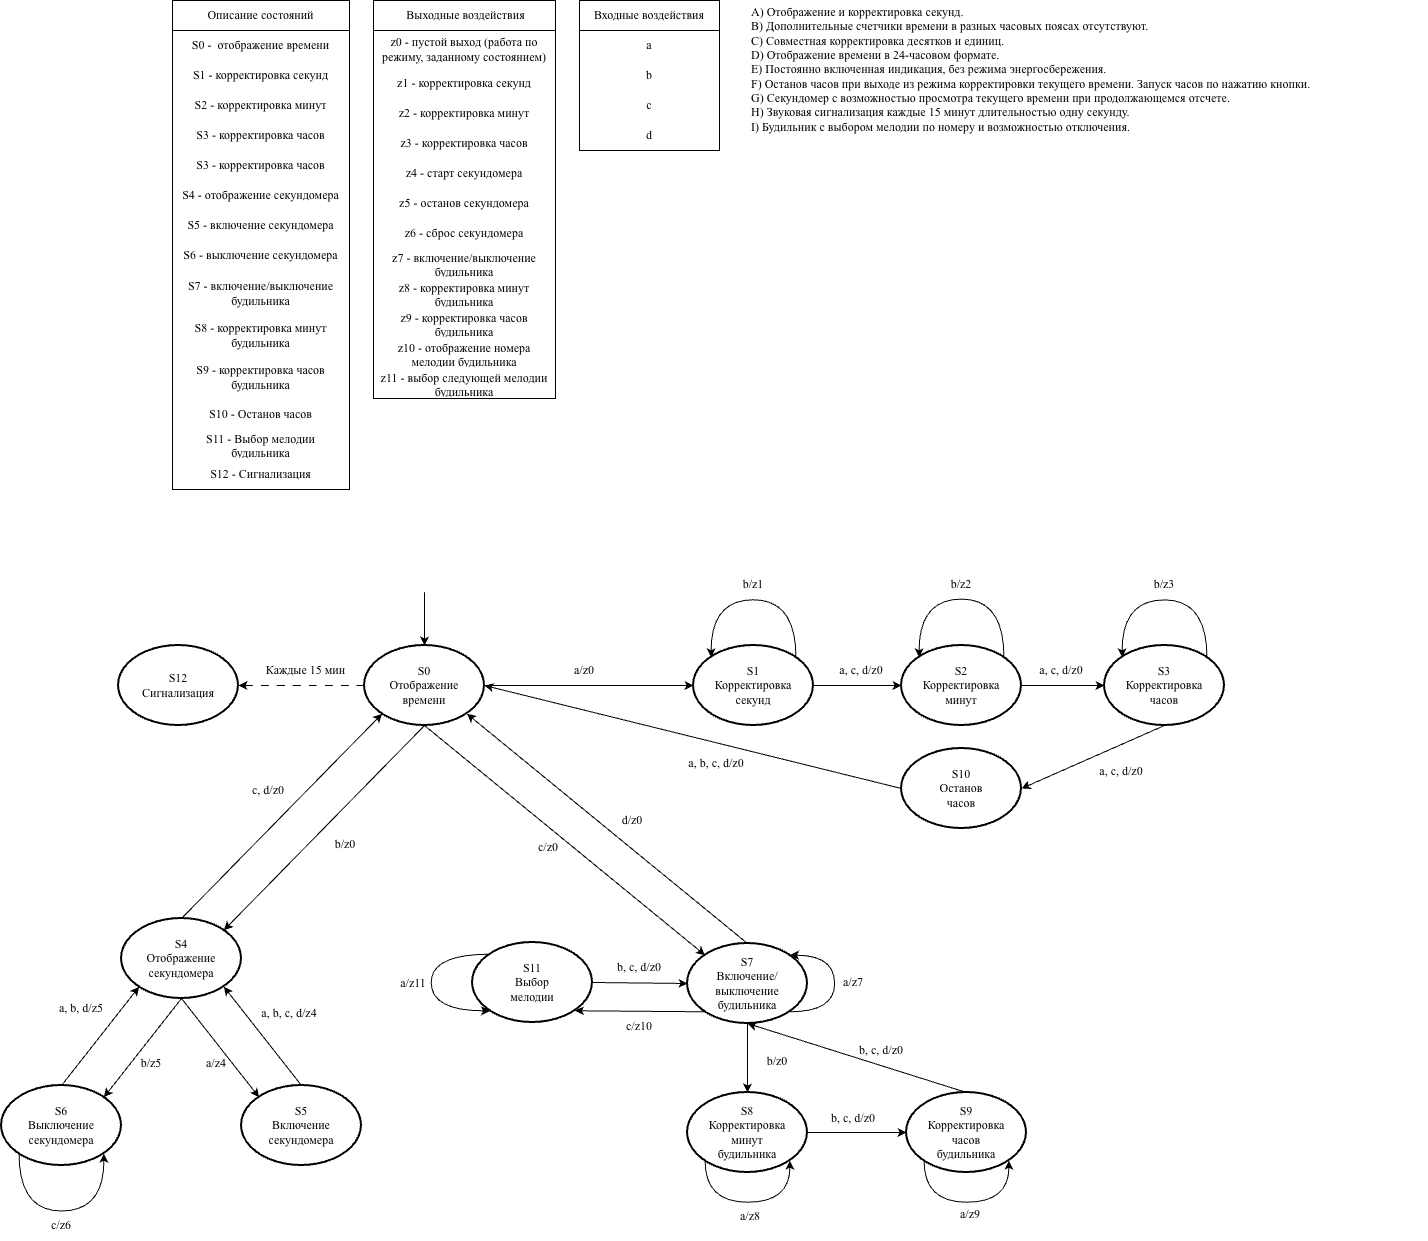 Описание состояний
S0 - отображение времени
S1 - корректировка секунд
S2 - корректировка минут
S3 - корректировка часов
S3 - корректировка часов
S4 - отображение секундомера
S5 - включение секундомера
S6 - выключение секундомера
S7 - включение/выключение
будильника
S8 - корректировка минут
будильника
S9 - корректировка часов
будильника
S10 - Останов часов
S11 - Выбор мелодии
будильника
S12 - Сигнализация
Выходные воздействия
z0 - пустой выход (работа по
режиму, заданному состоянием)
z1 - корректировка секунд
z2 - корректировка минут
z3 - корректировка часов
z4 - старт секундомера
z5 - останов секундомера
z6 - сброс секундомера
z7 - включение/выключение
будильника
z8 - корректировка минут
будильника
z9 - корректировка часов
будильника
z10 - отображение номера
мелодии будильника
z11 - выбор следующей мелодии
будильника
Входные воздействия
a
b
c
d
A) Отображение и корректировка секунд.
B) Дополнительные счетчики времени в разных часовых поясах отсутствуют.
C) Совместная корректировка десятков и единиц.
D) Отображение времени в 24-часовом формате.
E) Постоянно включенная индикация, без режима энергосбережения.
F) Останов часов при выходе из режима корректировки текущего времени. Запуск часов по нажатию кнопки.
G) Секундомер с возможностью просмотра текущего времени при продолжающемся отсчете.
H) Звуковая сигнализация каждые 15 минут длительностью одну секунду.
I) Будильник с выбором мелодии по номеру и возможностью отключения.
b/z1
b/z2
b/z3
S12
Сигнализация
Каждые 15 мин
S0
Отображение
времени
a/z0
S1
Корректировка
секунд
a, c, d/z0
S2
Корректировка
минут
a, c, d/z0
S3
Корректировка
часов
a, b, c, d/z0
S10
Останов
часов
a, c, d/z0
c, d/z0
b/z0
c/z0
d/z0
S4
Отображение
секундомера
a/z11
S11
Выбор
мелодии
b, c, d/z0
c/z10
S7
Включение/
выключение
будильника
a/z7
a, b, d/z5
b/z5
a/z4
a, b, c, d/z4
b/z0
b, c, d/z0
S6
Выключение
секундомера
S5
Включение
секундомера
S8
Корректировка
минут
будильника
b, c, d/z0
S9
Корректировка
часов
будильника
c/z6
a/z8
a/z9